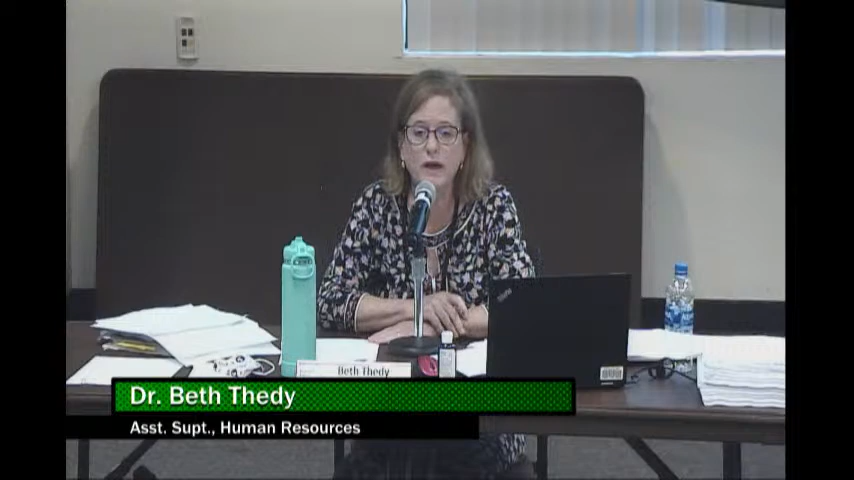 Beth Thedy
Dr. Beth Thedy
Asst. Supt., Human Resources